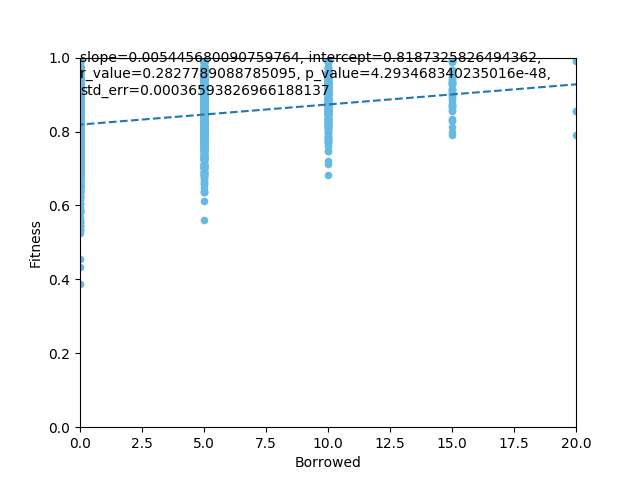 slope=0.005445680090759764, intercept=0.8187325826494362,
r_value=0.2827789088785095, p_value=4.293468340235016e-48,
std_err=0.00036593826966188137
1.0
0.8
0.6
0.4
0.2
0.0
Fitness
0.0 2.5 5.0 7.5 10.0 12.5 15.0 17.5 20.0
Borrowed